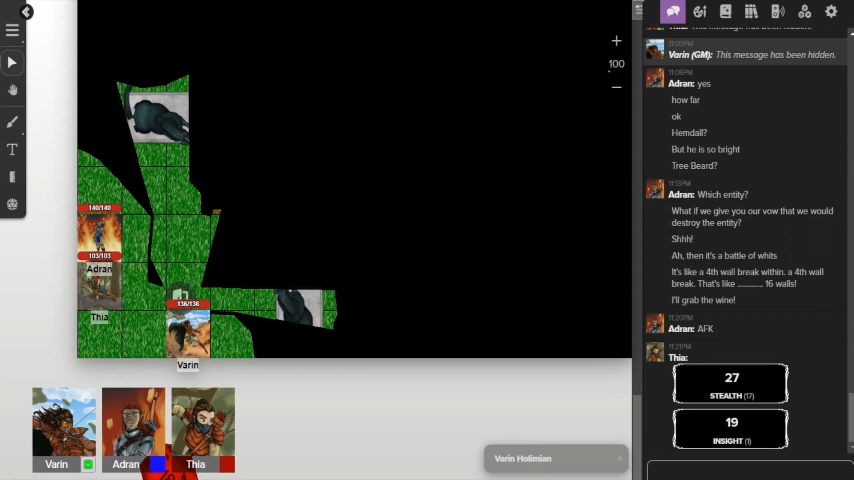 100
140/140
103/103
Adran
Thia
136/136
Varin
Varin
Adran
Thia
Varin Holimian
11:00PM
Varin (GM): This message has been hidden.
11:08PM
Adran: yes
how far
ok
Hemdall?
But he is so bright
Tree Beard?
11:13PM
Adran: Which entity?
What if we give you our vow that we would
destroy the entity?
Shhh!
Ah, then it's a battle of whits
It's like a 4th wall break within. a 4th wall
break. That's like ............. 16 walls!
I'll grab the wine!
11:20PM
Adran: AFK
11:21PM
Thia:
27
STEALTH (17)
19
INSIGHT (1)